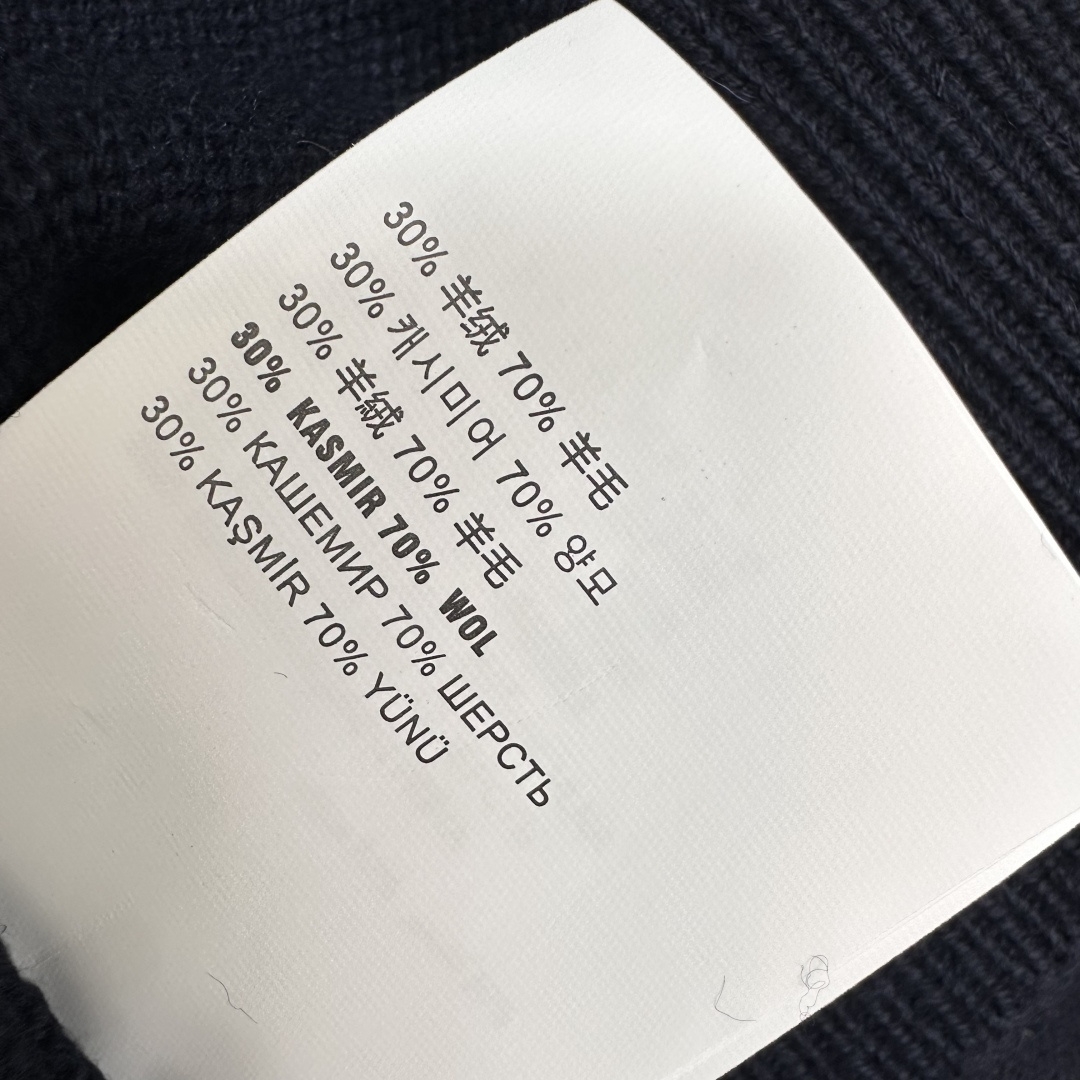 30% 羊绒 70% 羊毛
30% 캐시미어 70% 양모
30% 羊絨 70% 羊毛
30% KASMIR 70% WOL
30% КАШЕМИР 70% ШЕРСТЬ
30% KAŞMİR 70% YÜNÜ